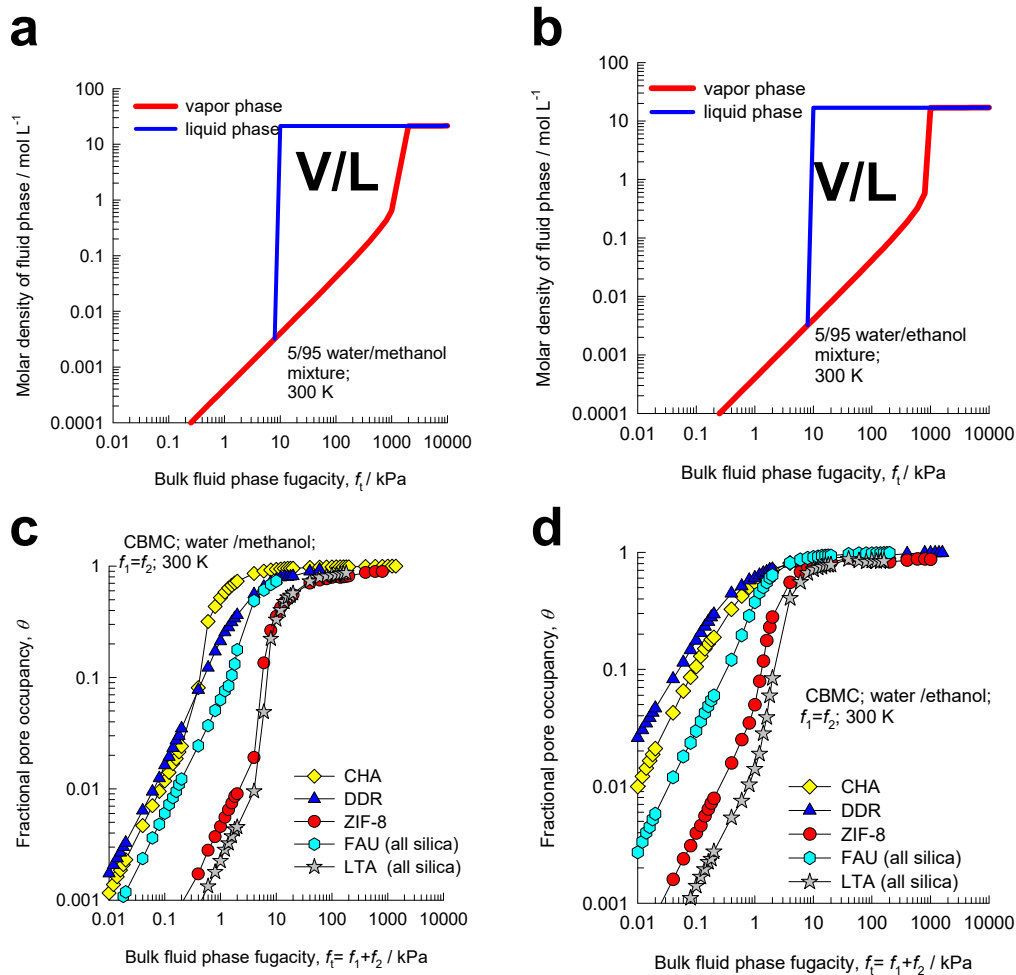 a
Molar density of fluid phase / mol L-1
100
10
1
0.1
0.01
0.001
0.0001
vapor phase
liquid phase
V/L
5/95 water/methanol
mixture;
300 K
0.01 0.1 1 10 100 1000 10000
Bulk fluid phase fugacity, ft / kPa
b
Molar density of fluid phase / mol L-1
100
10
1
0.1
0.01
0.001
0.0001
vapor phase
liquid phase
V/L
5/95 water/ethanol
mixture;
300 K
0.01 0.1 1 10 100 1000 10000
Bulk fluid phase fugacity, ft / kPa
c
CBMC; water /methanol;
f1=f2; 300 K
Fractional pore occupancy, θ
1
0.1
0.01
0.001
CHA
DDR
ZIF-8
FAU (all silica)
LTA (all silica)
0.01 0.1 1 10 100 1000 10000
Bulk fluid phase fugacity, ft= f1+f2 / kPa
d
Fractional pore occupancy, θ
1
0.1
0.01
0.001
CBMC; water /ethanol;
f1=f2; 300 K
CHA
DDR
ZIF-8
FAU (all silica)
LTA (all silica)
0.01 0.1 1 10 100 1000 10000
Bulk fluid phase fugacity, ft= f1+f2 / kPa